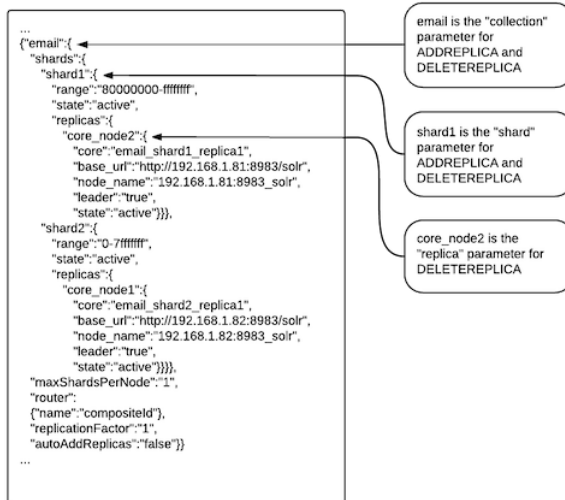 ...
{"email":{
"shards":{
"shard1":{
"range":"80000000-ffffffff",
"state":"active",
"replicas":{
"core_node2":{
"core":"email_shard1_replica1",
"base_url":"http://192.168.1.81:8983/solr",
"node_name":"192.168.1.81:8983_solr",
"leader":"true",
"state":"active"}}},
"shard2":{
"range":"0-7fffffff",
"state":"active",
"replicas":{
"core_node1":{
"core":"email_shard2_replica1",
"base_url":"http://192.168.1.82:8983/solr",
"node_name":"192.168.1.82:8983_solr",
"leader":"true",
"state":"active"}}}},
"maxShardsPerNode":"1",
"router":
{"name":"compositeId"},
"replicationFactor":"1",
"autoAddReplicas":"false"}}
...
email is the "collection"
parameter for
ADDREPLICA and
DELETEREPLICA
shard1 is the "shard"
parameter for
ADDREPLICA and
DELETEREPLICA
core_node2 is the
"replica" parameter for
DELETEREPLICA